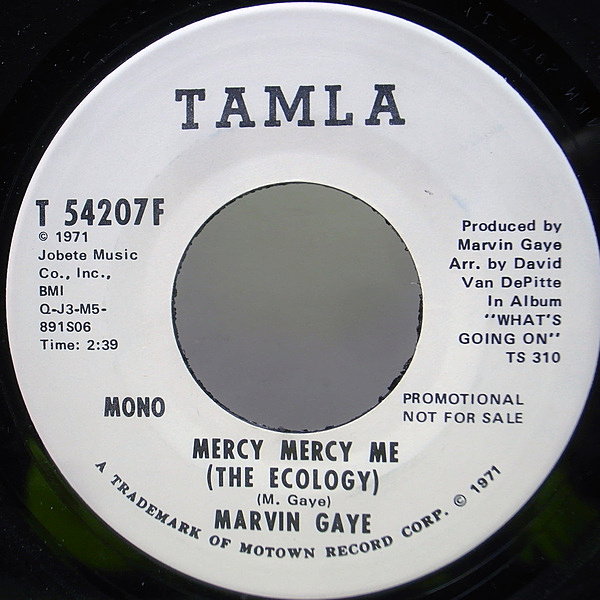 TAMLA
T 54207F
© 1971
Jobete Music
Co., Inc.,
BMI
Q-J3-M5-
891S06
Time: 2:39
Produced by
Marvin Gaye
Arr. by David
Van DePitte
In Album
"WHAT'S
GOING ON"
TS 310
MONO
PROMOTIONAL
NOT FOR SALE
MERCY MERCY ME
(THE ECOLOGY)
(M. Gaye)
MARVIN GAYE
A TRADEMARK OF MOTOWN RECORD CORP. © 1971